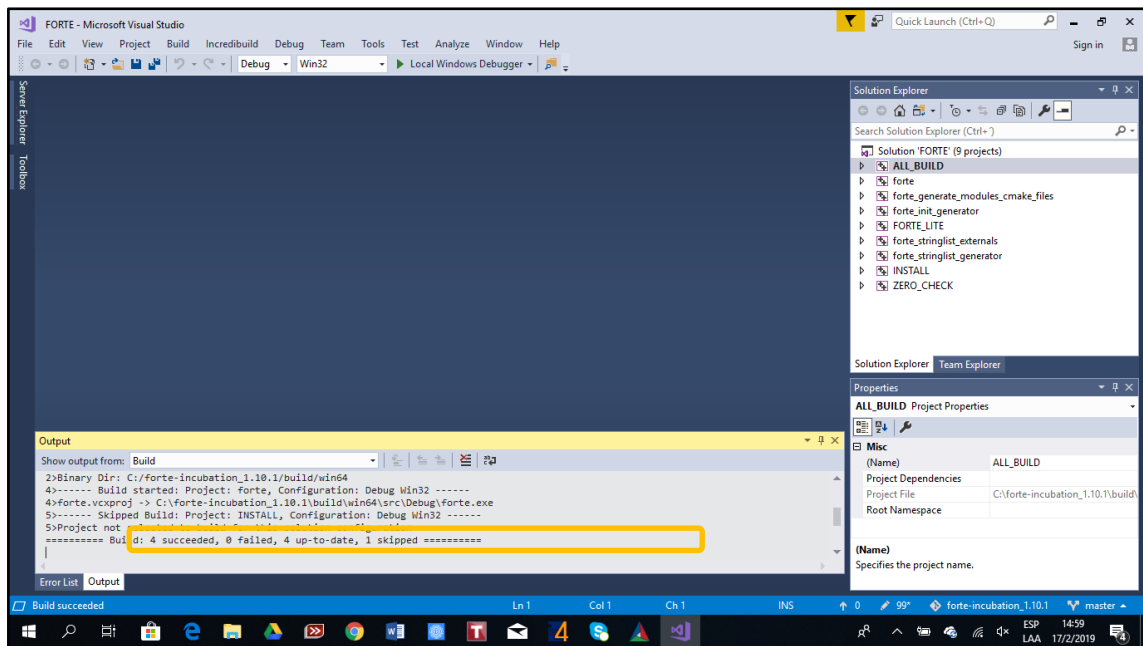 FORTE - Microsoft Visual Studio
Quick Launch (Ctrl+Q)
File Edit View Project Build Incredibuild Debug Team Tools Test Analyze Window Help
Sign in
Debug Win32 Local Windows Debugger
Server Explorer
Toolbox
Solution Explorer
Search Solution Explorer (Ctrl+´)
Solution 'FORTE' (9 projects)
ALL_BUILD
forte
forte_generate_modules_cmake_files
forte_init_generator
FORTE_LITE
forte_stringlist_externals
forte_stringlist_generator
INSTALL
ZERO_CHECK
Solution Explorer Team Explorer
Properties
ALL_BUILD Project Properties
Misc
(Name) ALL_BUILD
Project Dependencies
Project File C:\forte-incubation_1.10.1\build\
Root Namespace
(Name)
Specifies the project name.
Output
Show output from: Build
2>Binary Dir: C:/forte-incubation_1.10.1/build/win64
4>------ Build started: Project: forte, Configuration: Debug Win32 ------
4>forte.vcxproj -> C:\forte-incubation_1.10.1\build\win64\src\Debug\forte.exe
5>------ Skipped Build: Project: INSTALL, Configuration: Debug Win32 ------
5>Project not
========== Build: 4 succeeded, 0 failed, 4 up-to-date, 1 skipped ==========
Error List Output
Build succeeded Ln 1 Col 1 Ch 1 INS 0 99* forte-incubation_1.10.1 master
ESP 14:59
LAA 17/2/2019